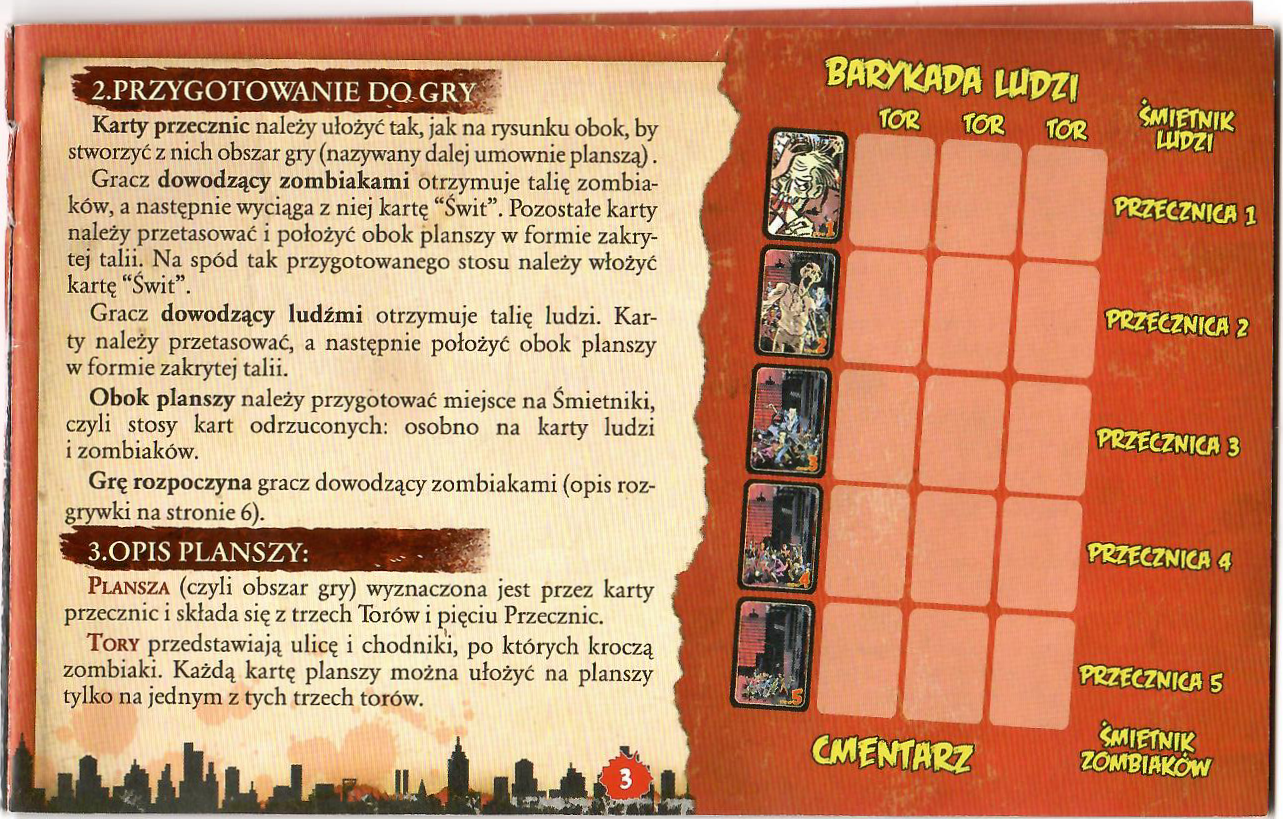 2.PRZYGOTOWANIE DO GRY
Karty przecznic należy ułożyć tak, jak na rysunku obok, by
stworzyć z nich obszar gry (nazywany dalej umownie planszą) .
Gracz dowodzący zombiakami otrzymuje talię zombia-
ków, a następnie wyciąga z niej kartę “Świt”. Pozostałe karty
należy przetasować i położyć obok planszy w formie zakry-
tej talii. Na spód tak przygotowanego stosu należy włożyć
kartę “Świt”.
Gracz dowodzący ludźmi otrzymuje talię ludzi. Kar-
ty należy przetasować, a następnie położyć obok planszy
w formie zakrytej talii.
Obok planszy należy przygotować miejsce na Śmietniki,
czyli stosy kart odrzuconych: osobno na karty ludzi
i zombiaków.
Grę rozpoczyna gracz dowodzący zombiakami (opis roz-
grywki na stronie 6).
3.OPIS PLANSZY:
PLANSZA (czyli obszar gry) wyznaczona jest przez karty
przecznic i składa się z trzech Torów i pięciu Przecznic.
TORY przedstawiają ulicę i chodniki, po których kroczą
zombiaki. Każdą kartę planszy można ułożyć na planszy
tylko na jednym z tych trzech torów.
3
BARYKADA LUDZI
TOR TOR TOR
ŚMIETNIK
LUDZI
1
PRZECZNICA 1
2
PRZECZNICA 2
3
PRZECZNICA 3
4
PRZECZNICA 4
5
PRZECZNICA 5
CMENTARZ
ŚMIETNIK
ZOMBIAKÓW